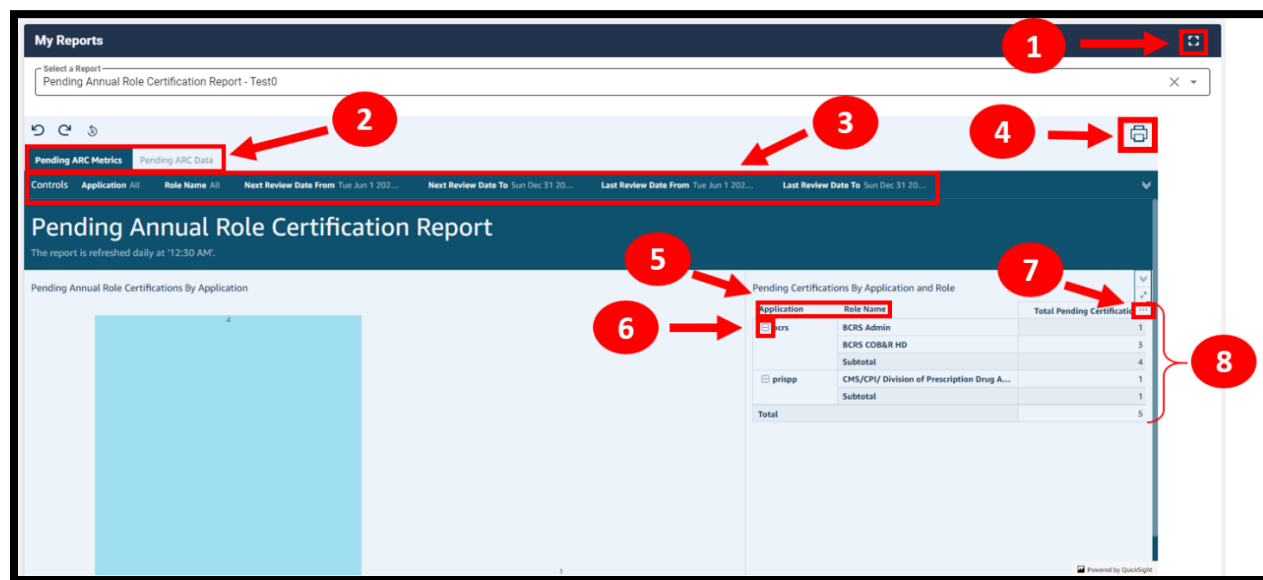 My Reports
1
Select a Report
Pending Annual Role Certification Report - Test0
2
3
4
Pending ARC Metrics Pending ARC Data
Controls Application All Role Name All Next Review Date From Tue Jun 1 202... Next Review Date To Sun Dec 31 20... Last Review Date From Tue Jun 1 202... Last Review Date To Sun Dec 31 20...
Pending Annual Role Certification Report
The report is refreshed daily at '12:30 AM'.
5
7
Pending Annual Role Certifications By Application
Pending Certifications By Application and Role
6
Application Role Name Total Pending Certificatio
4
bcrs BCRS Admin 1
BCRS COB&R HD 3
Subtotal 4
8
prispp CMS/CPI/ Division of Prescription Drug A... 1
Subtotal 1
Total 5
1
Powered by QuickSight